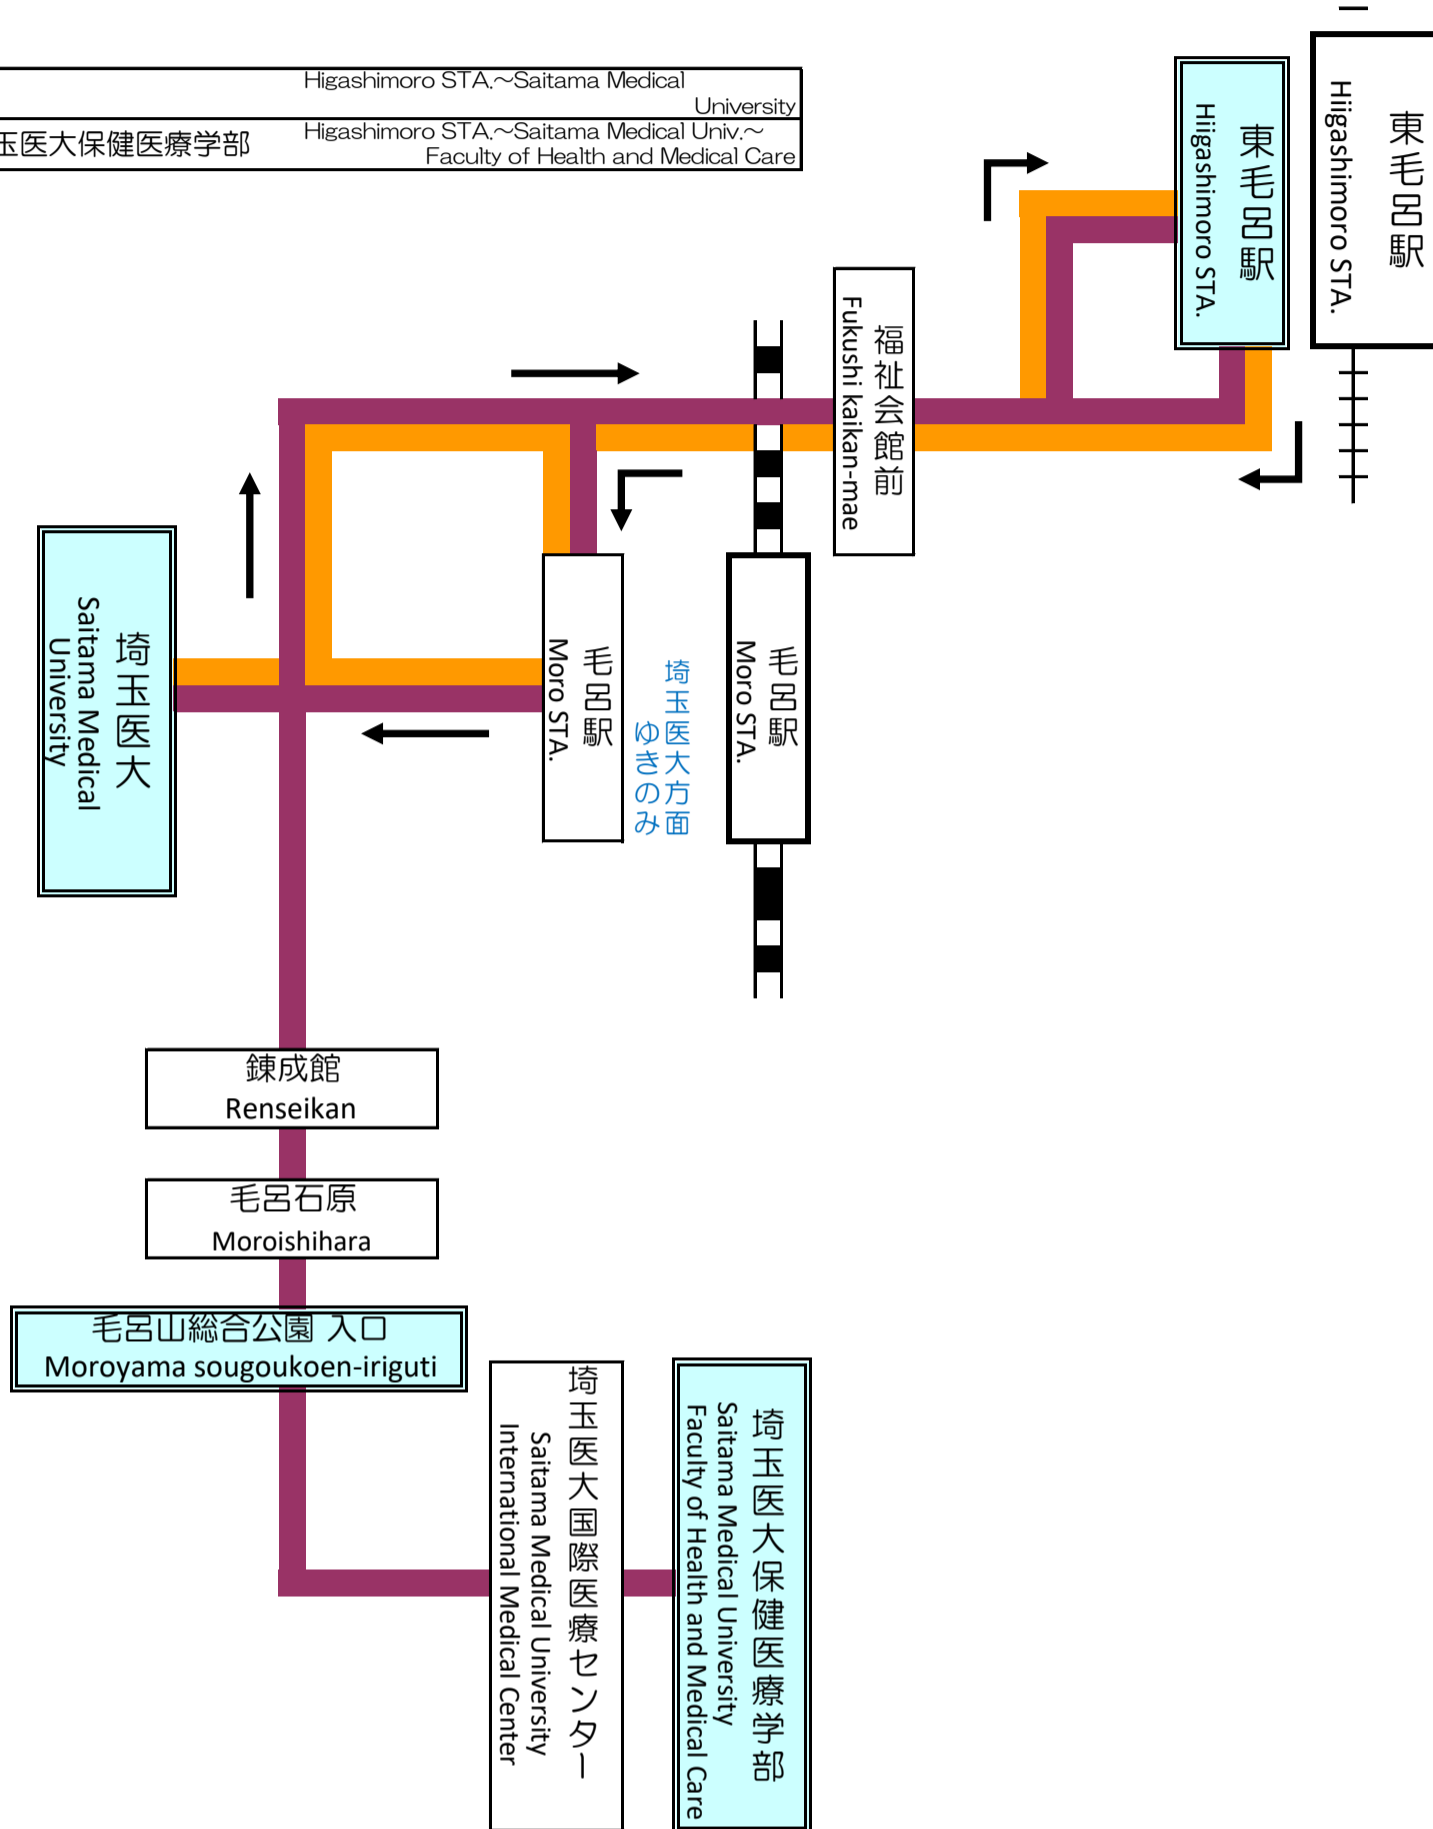 Higashimoro STA.~Saitama Medical
University
玉医大保健医療学部
Higashimoro STA.~Saitama Medical Univ.~
Faculty of Health and Medical Care
東毛呂駅
Hiigashimoro STA.
東毛呂駅
Hiigashimoro STA.
福祉会館前
Fukushi kaikan-mae
毛呂駅
Moro STA.
埼玉医大方面
ゆきのみ
毛呂駅
Moro STA.
埼玉医大
Saitama Medical
University
錬成館
Renseikan
毛呂石原
Moroishihara
毛呂山総合公園 入口
Moroyama sougoukoen-iriguti
埼玉医大国際医療センター
Saitama Medical University
International Medical Center
埼玉医大保健医療学部
Saitama Medical University
Faculty of Health and Medical Care